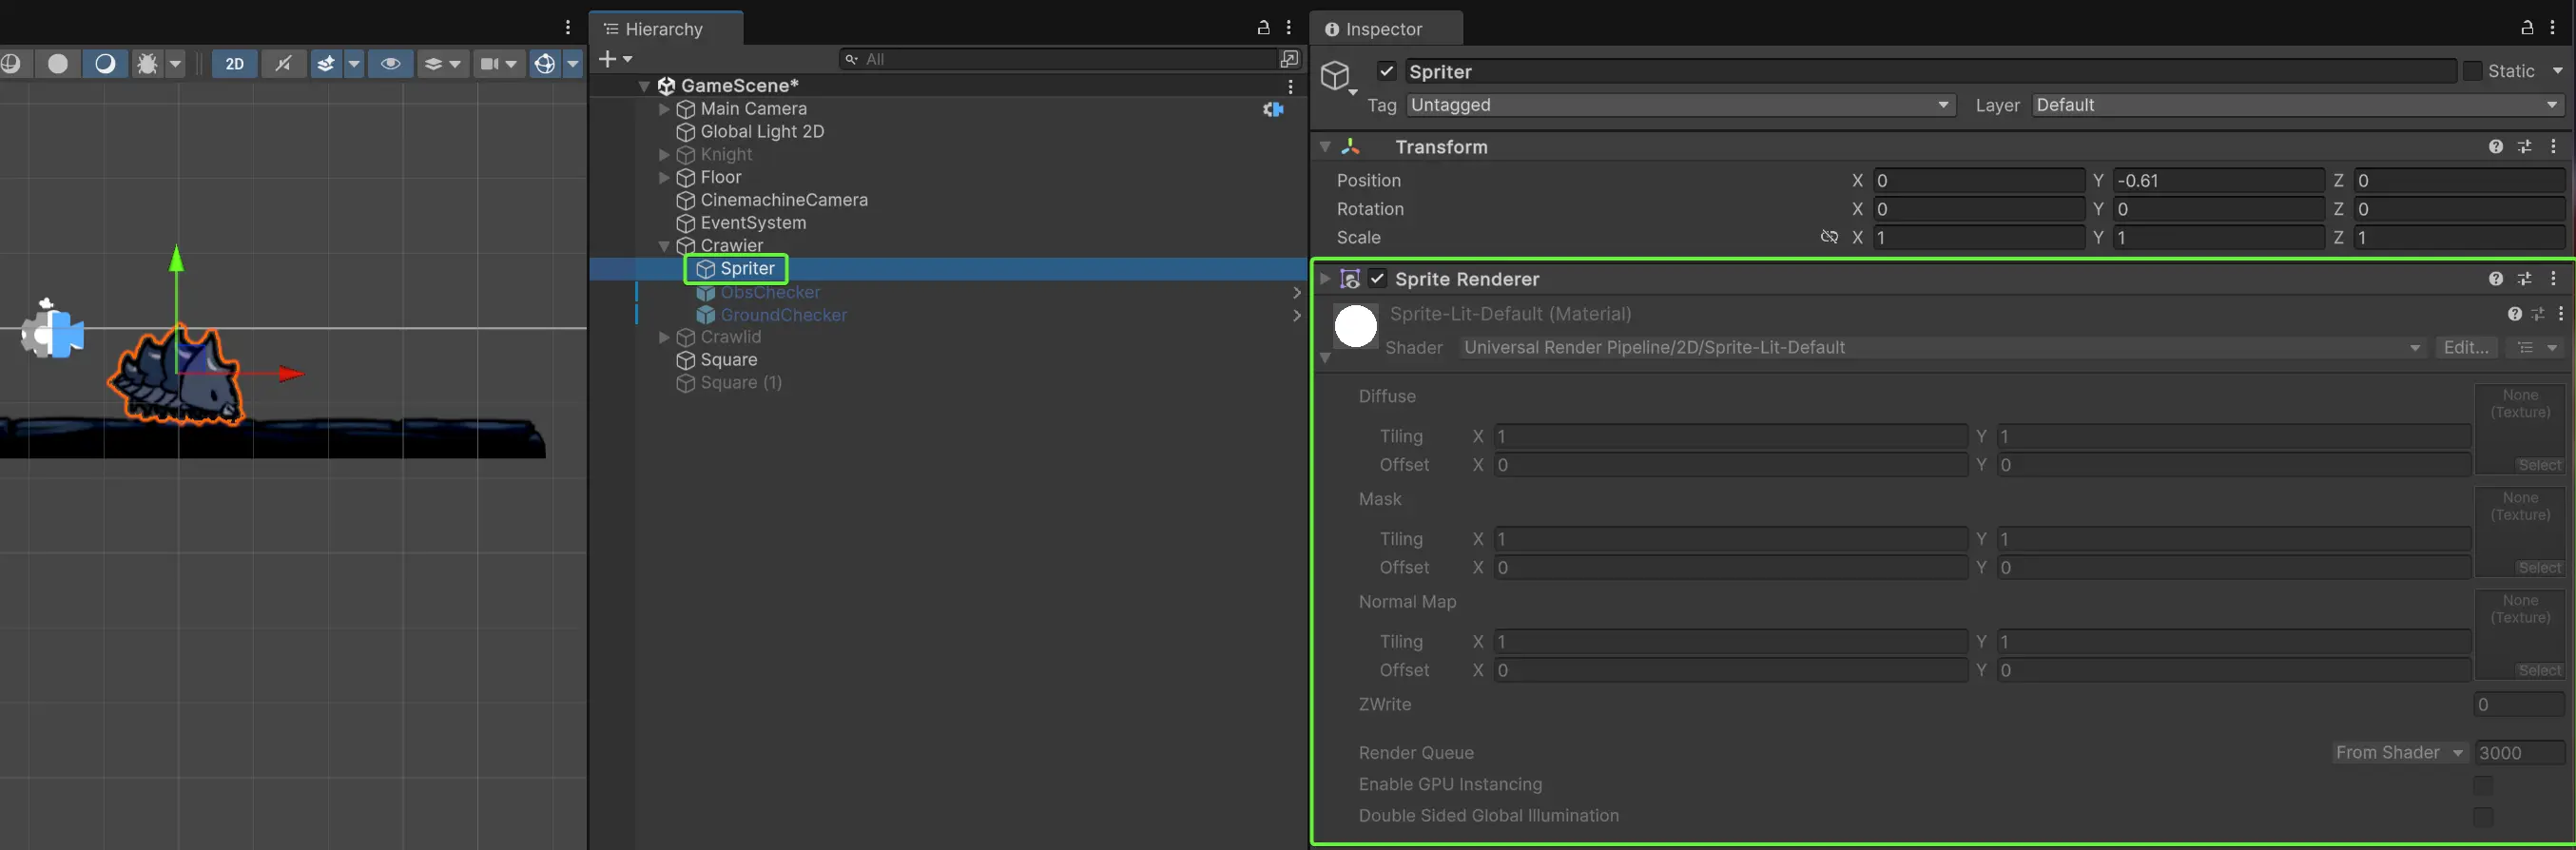 2D
Hierarchy
All
GameScene*
Main Camera
Global Light 2D
Knight
Floor
CinemachineCamera
EventSystem
Crawier
Spriter
ObsChecker
GroundChecker
Crawlid
Square
Square (1)
Inspector
Spriter
Static
Tag Untagged Layer Default
Transform
Position X 0 Y -0.61 Z 0
Rotation X 0 Y 0 Z 0
Scale X 1 Y 1 Z 1
Sprite Renderer
Sprite-Lit-Default (Material)
Shader Universal Render Pipeline/2D/Sprite-Lit-Default Edit...
Diffuse
None
(Texture)
Tiling X 1 Y 1
Offset X 0 Y 0
Select
Mask
None
(Texture)
Tiling X 1 Y 1
Offset X 0 Y 0
Select
Normal Map
None
(Texture)
Tiling X 1 Y 1
Offset X 0 Y 0
Select
ZWrite 0
Render Queue From Shader 3000
Enable GPU Instancing
Double Sided Global Illumination